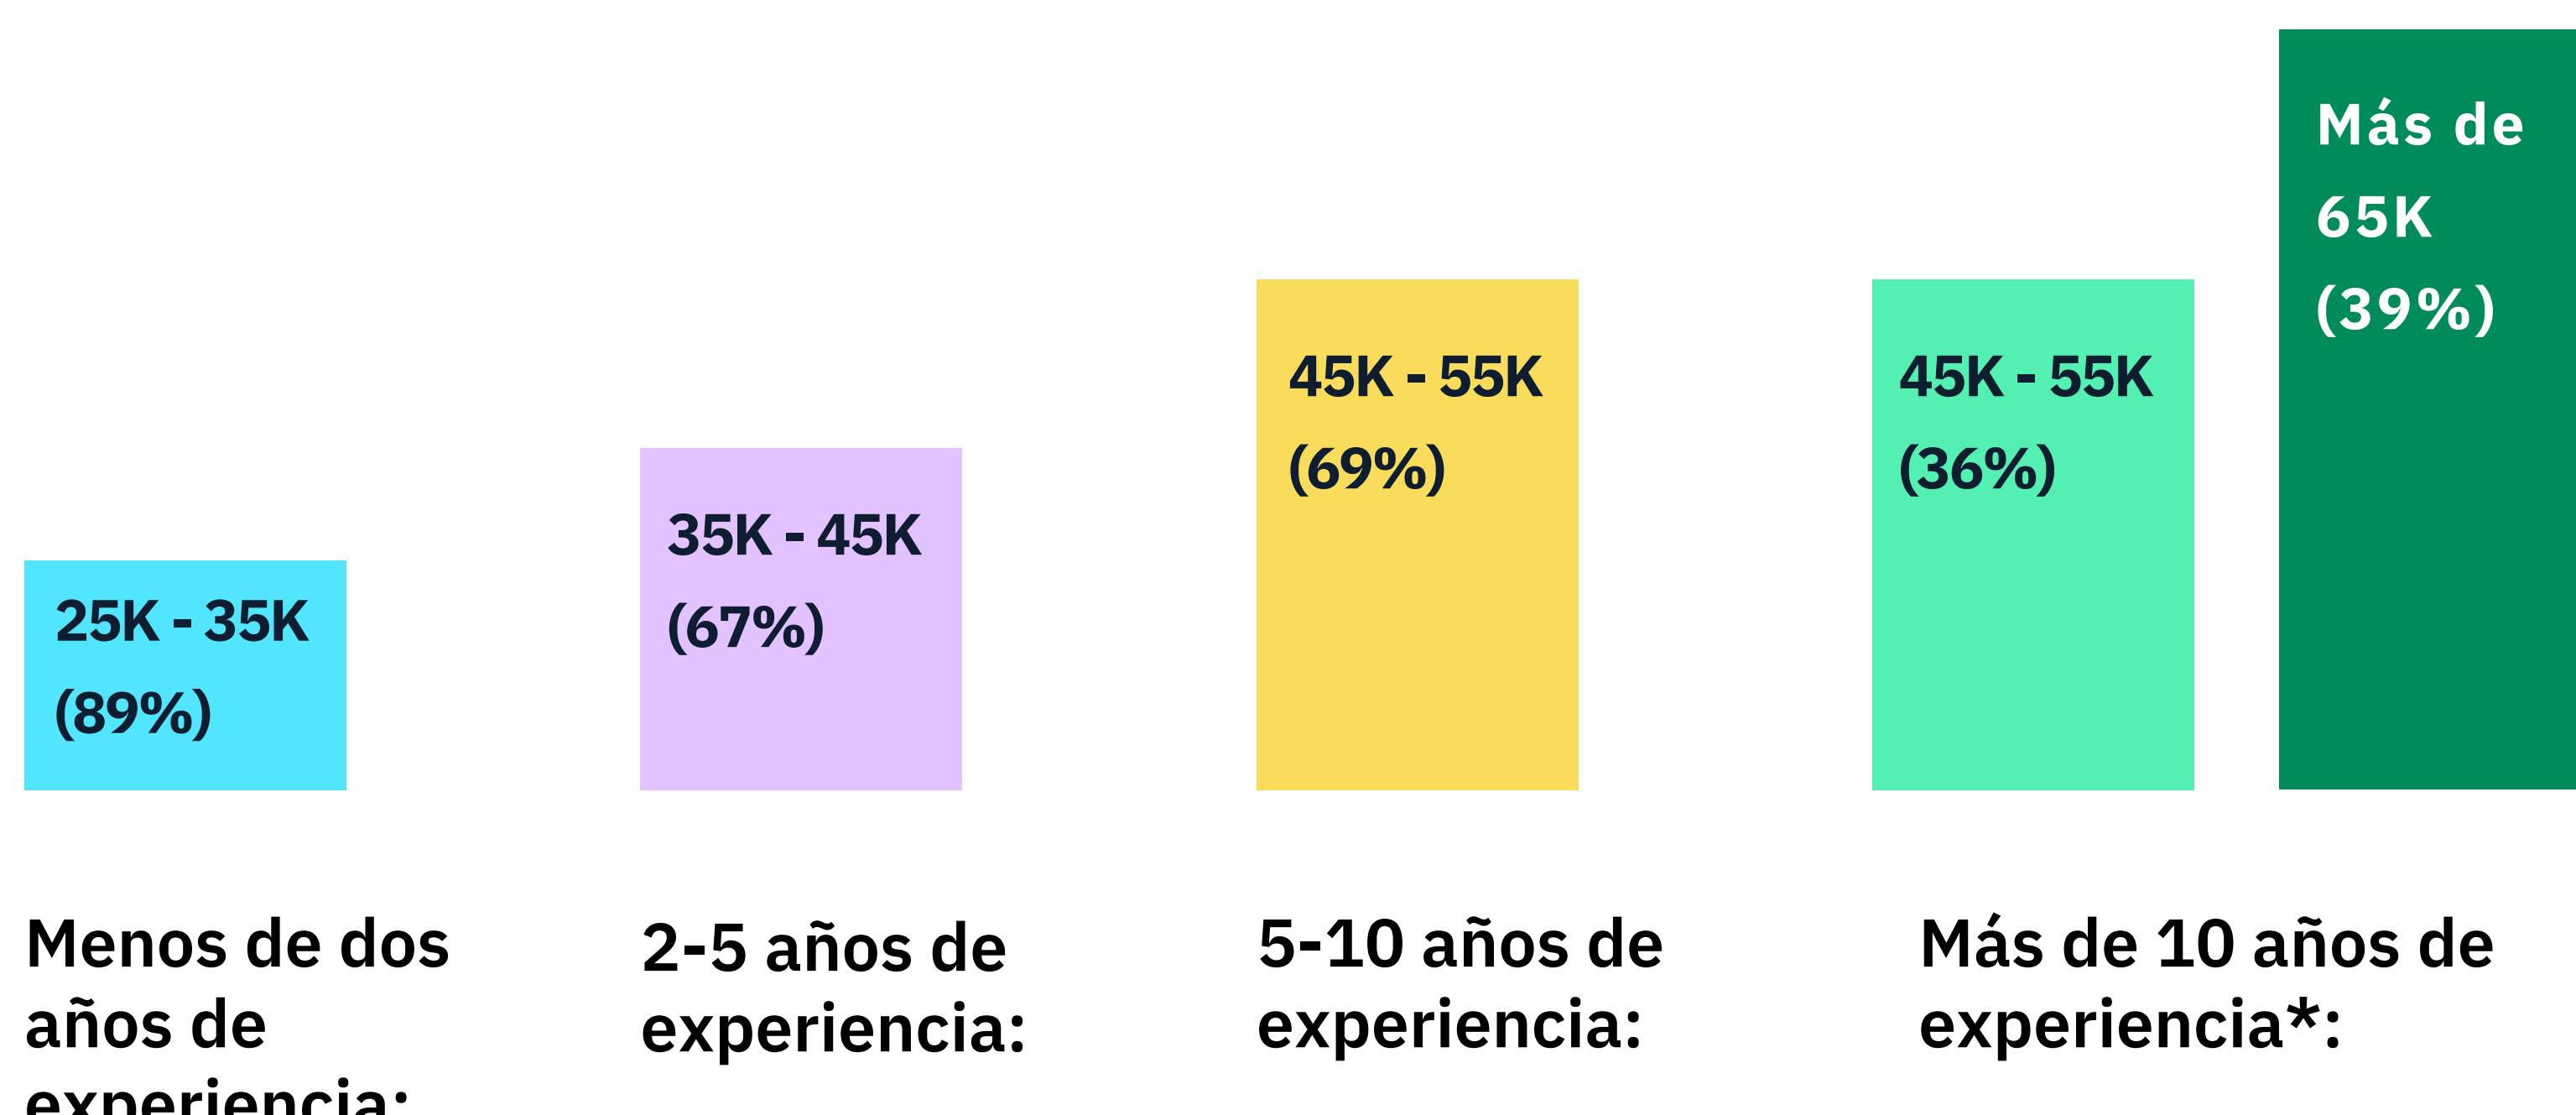 Más de
65K
(39%)
45K - 55K
(69%)
45K - 55K
(36%)
35K - 45K
(67%)
25K - 35K
(89%)
Menos de dos
años de
experiencia:
2-5 años de
experiencia:
5-10 años de
experiencia:
Más de 10 años de
experiencia*: